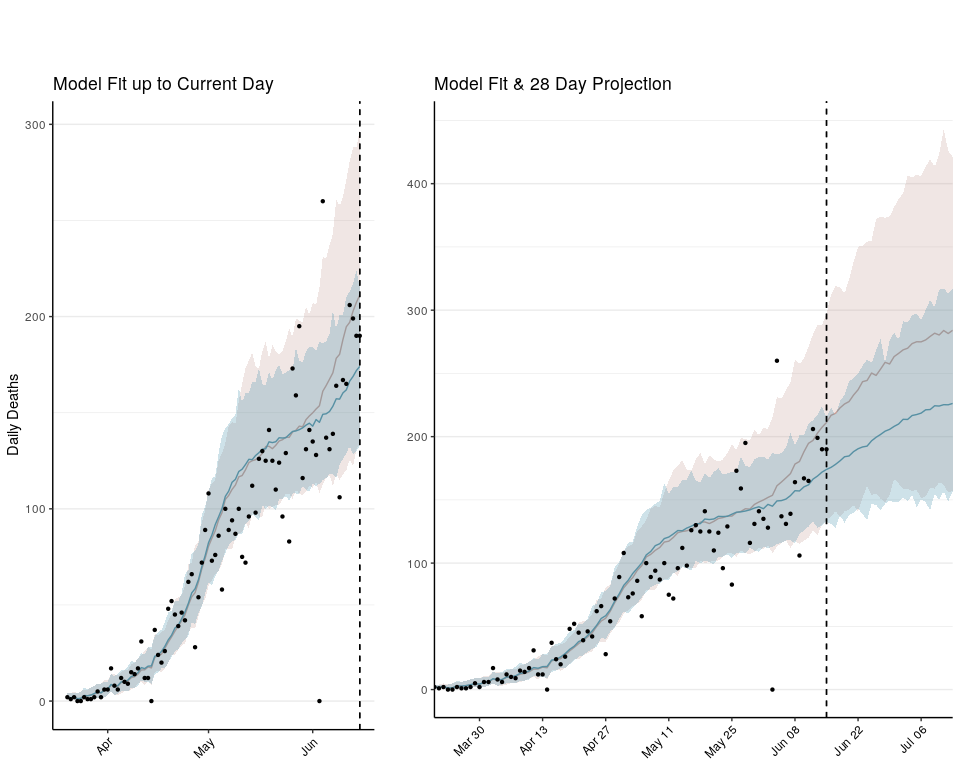 Model Fit up to Current Day
Model Fit & 28 Day Projection
Daily Deaths
300
200
100
0
Apr
May
Jun
400
300
200
100
0
Mar 30
Apr 13
Apr 27
May 11
May 25
Jun 08
Jun 22
Jul 06